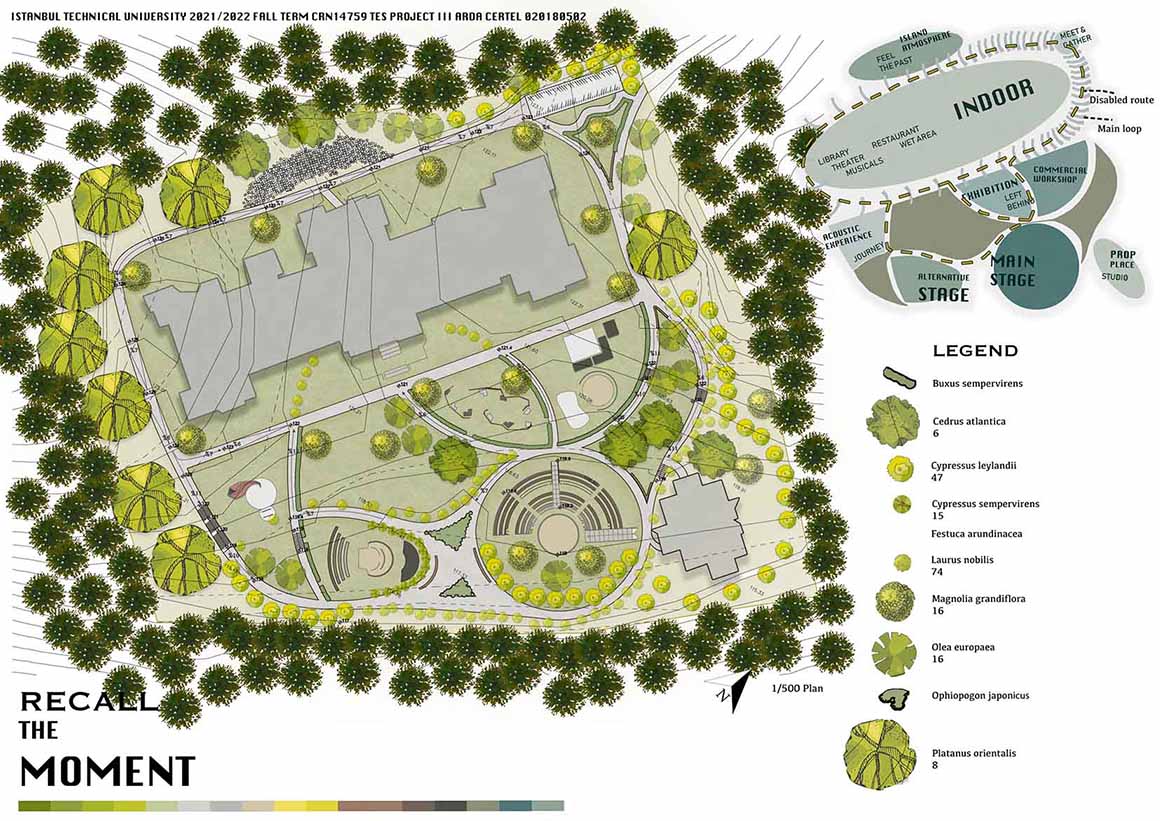 ISTANBUL TECHNICAL UNIVERSITY 2021/2022 FALL TERM CRN14759 TES PROJECT III ARDA CERTEL 020180502
ISLAND
ATMOSPHERE
FEEL
THE PAST
MEET &
GATHER
INDOOR
LIBRARY
THEATER
MUSICALS
RESTAURANT
WET AREA
Disabled route
Main loop
EXHIBITION
LEFT
BEHIND
COMMERCIAL
WORKSHOP
ACOUSTIC
EXPERIENCE
JOURNEY
ALTERNATIVE
STAGE
MAIN
STAGE
PROP
PLACE
STUDIO
LEGEND
Buxus sempervirens
Cedrus atlantica
6
Cypressus leylandii
47
Cypressus sempervirens
15
Festuca arundinacea
Laurus nobilis
74
Magnolia grandiflora
16
Olea europaea
16
Ophiopogon japonicus
Platanus orientalis
8
N
1/500 Plan
RECALL
THE
MOMENT